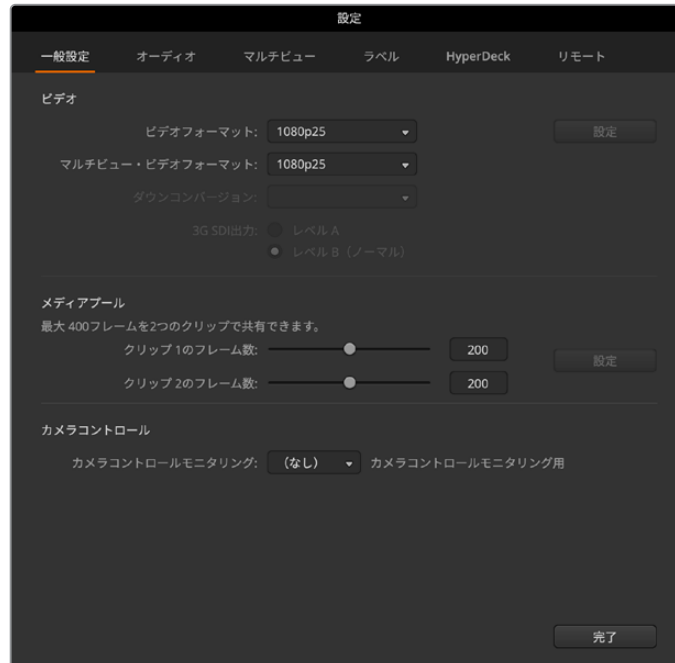 設定
一般設定 オーディオ マルチビュー ラベル HyperDeck リモート
ビデオ
ビデオフォーマット: 1080p25 設定
マルチビュー・ビデオフォーマット: 1080p25
ダウンコンバージョン:
3G SDI出力: レベル A
レベル B（ノーマル）
メディアプール
最大 400フレームを2つのクリップで共有できます。
クリップ 1のフレーム数: 200
設定
クリップ 2のフレーム数: 200
カメラコントロール
カメラコントロールモニタリング: （なし） カメラコントロールモニタリング用
完了